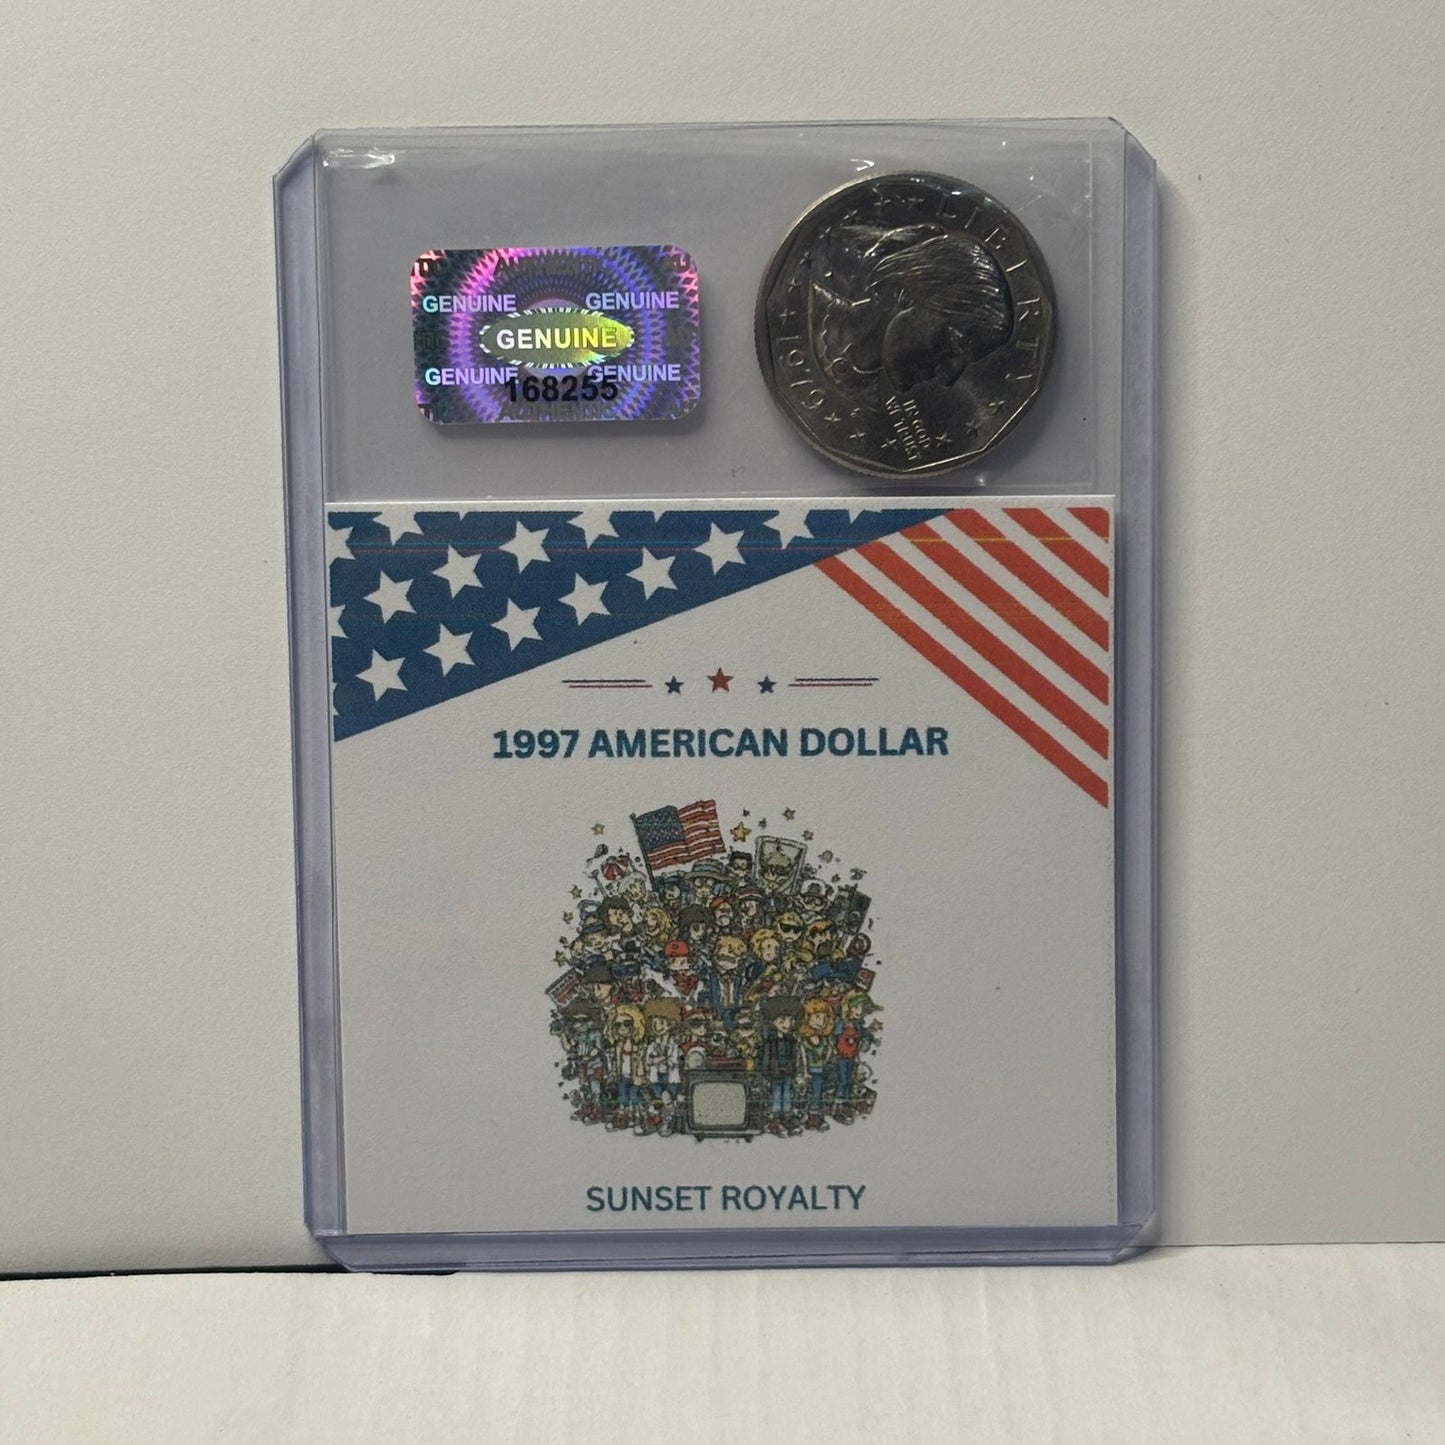 GENUINE GENUINE
GENUINE
GENUINE GENUINE
168255
LIBERTY
1979
IN GOD
WE TRUST
1997 AMERICAN DOLLAR
SUNSET ROYALTY